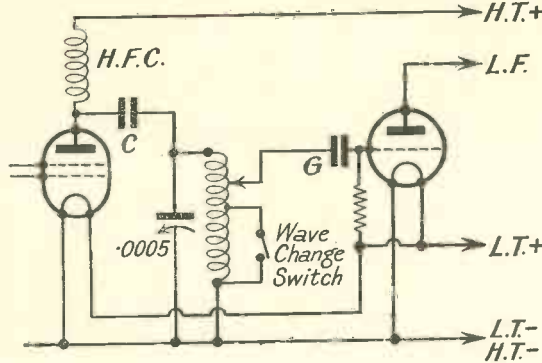 H.T.+
H.F.C.
L.F.
C
G
.0005
Wave
Change
Switch
L.T.+
L.T.-
H.T.-